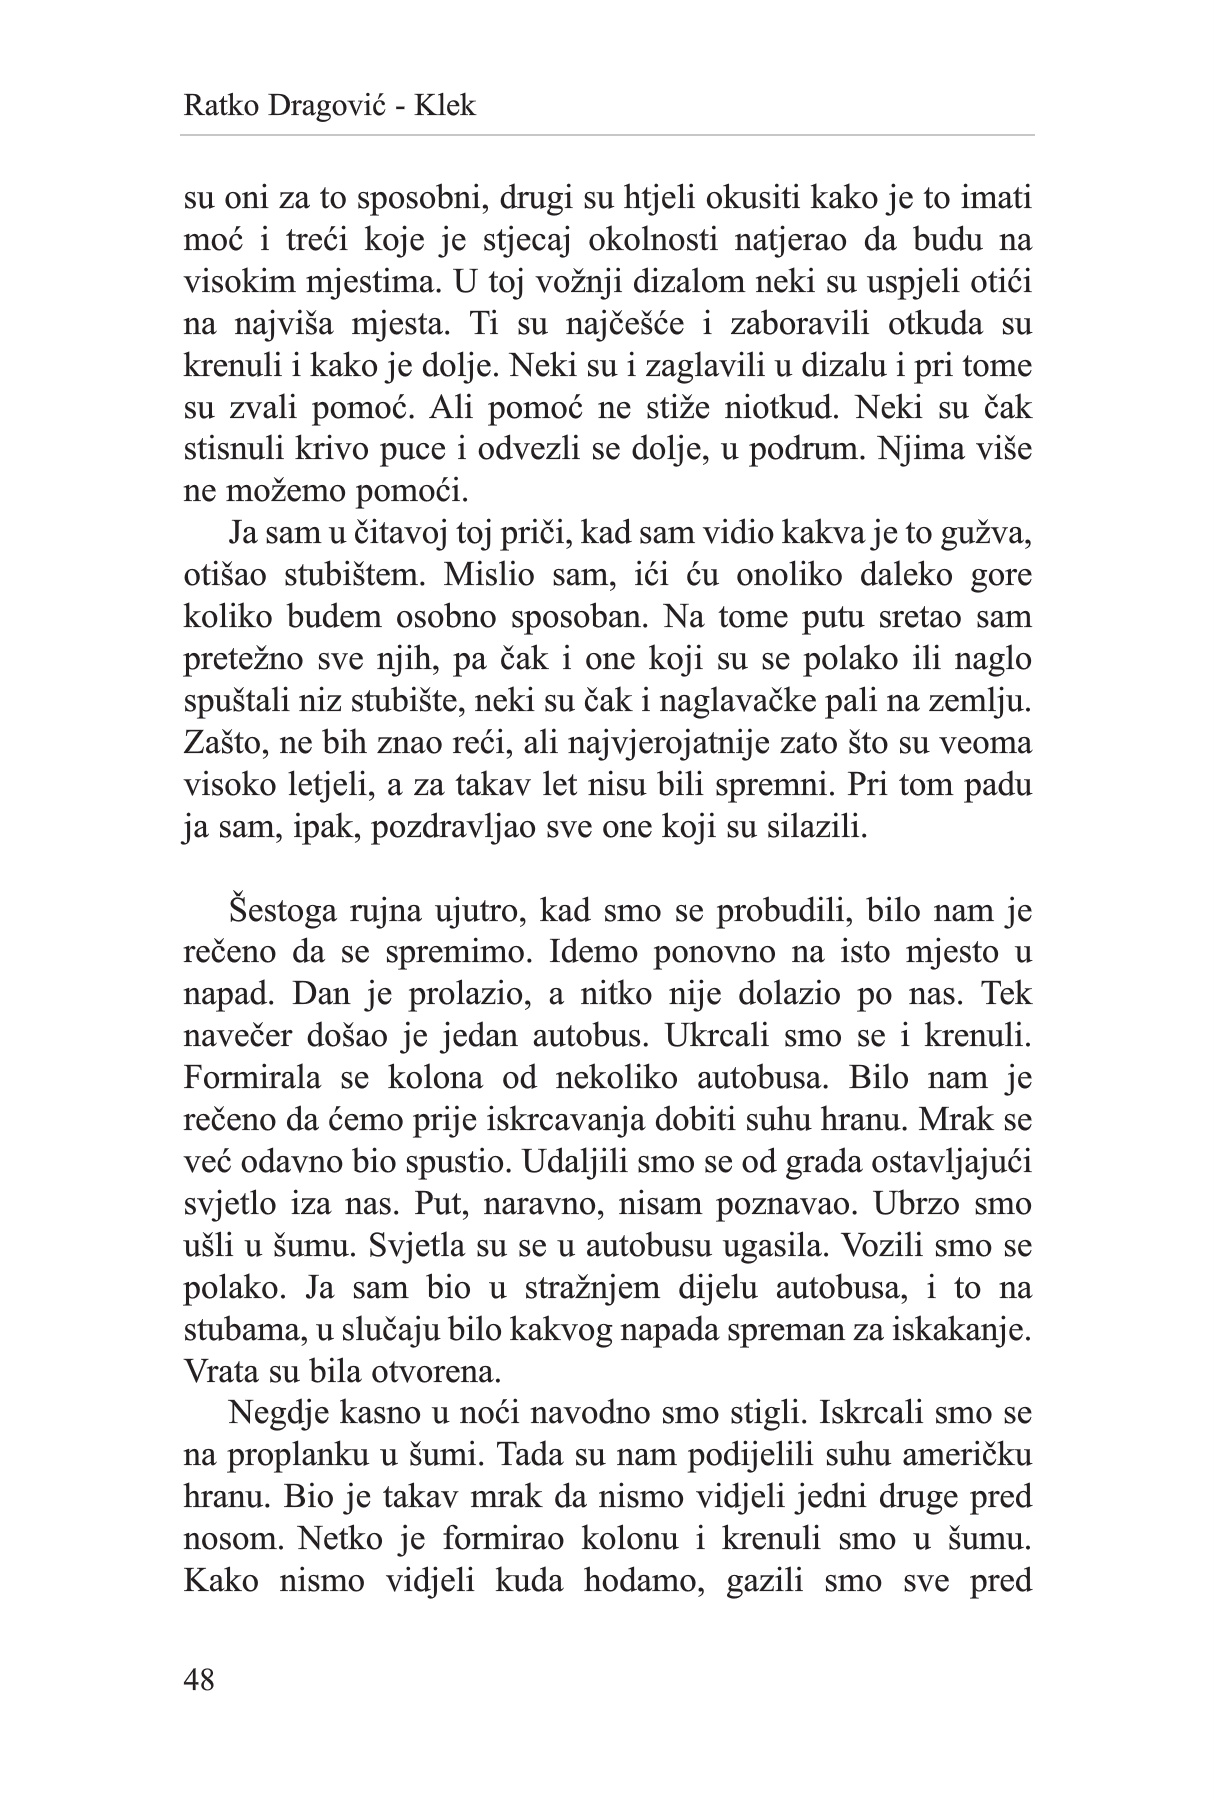 Ratko Dragović - Klek
su oni za to sposobni, drugi su htjeli okusiti kako je to imati
moć i treći koje je stjecaj okolnosti natjerao da budu na
visokim mjestima. U toj vožnji dizalom neki su uspjeli otići
na najviša mjesta. Ti su najčešće i zaboravili otkuda su
krenuli i kako je dolje. Neki su i zaglavili u dizalu i pri tome
su zvali pomoć. Ali pomoć ne stiže niotkud. Neki su čak
stisnuli krivo puce i odvezli se dolje, u podrum. Njima više
ne možemo pomoći.
Ja sam u čitavoj toj priči, kad sam vidio kakva je to gužva,
otišao stubištem. Mislio sam, ići ću onoliko daleko gore
koliko budem osobno sposoban. Na tome putu sretao sam
pretežno sve njih, pa čak i one koji su se polako ili naglo
spuštali niz stubište, neki su čak i naglavačke pali na zemlju.
Zašto, ne bih znao reći, ali najvjerojatnije zato što su veoma
visoko letjeli, a za takav let nisu bili spremni. Pri tom padu
ja sam, ipak, pozdravljao sve one koji su silazili.
Šestoga rujna ujutro, kad smo se probudili, bilo nam je
rečeno da se spremimo. Idemo ponovno na isto mjesto u
napad. Dan je prolazio, a nitko nije dolazio po nas. Tek
navečer došao je jedan autobus. Ukrcali smo se i krenuli.
Formirala se kolona od nekoliko autobusa. Bilo nam je
rečeno da ćemo prije iskrcavanja dobiti suhu hranu. Mrak se
već odavno bio spustio. Udaljili smo se od grada ostavljajući
svjetlo iza nas. Put, naravno, nisam poznavao. Ubrzo smo
ušli u šumu. Svjetla su se u autobusu ugasila. Vozili smo se
polako. Ja sam bio u stražnjem dijelu autobusa, i to na
stubama, u slučaju bilo kakvog napada spreman za iskakanje.
Vrata su bila otvorena.
Negdje kasno u noći navodno smo stigli. Iskrcali smo se
na proplanku u šumi. Tada su nam podijelili suhu američku
hranu. Bio je takav mrak da nismo vidjeli jedni druge pred
nosom. Netko je formirao kolonu i krenuli smo u šumu.
Kako nismo vidjeli kuda hodamo, gazili smo sve pred
48